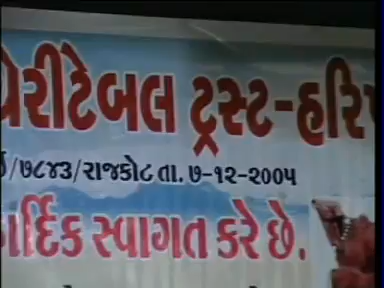 ચેરીટેબલ ટ્રસ્ટ-હરિ
/૭૮૪૩/રાજકોટ તા. ૭-૧૨-૨૦૦૫
હાર્દિક સ્વાગત કરે છે.